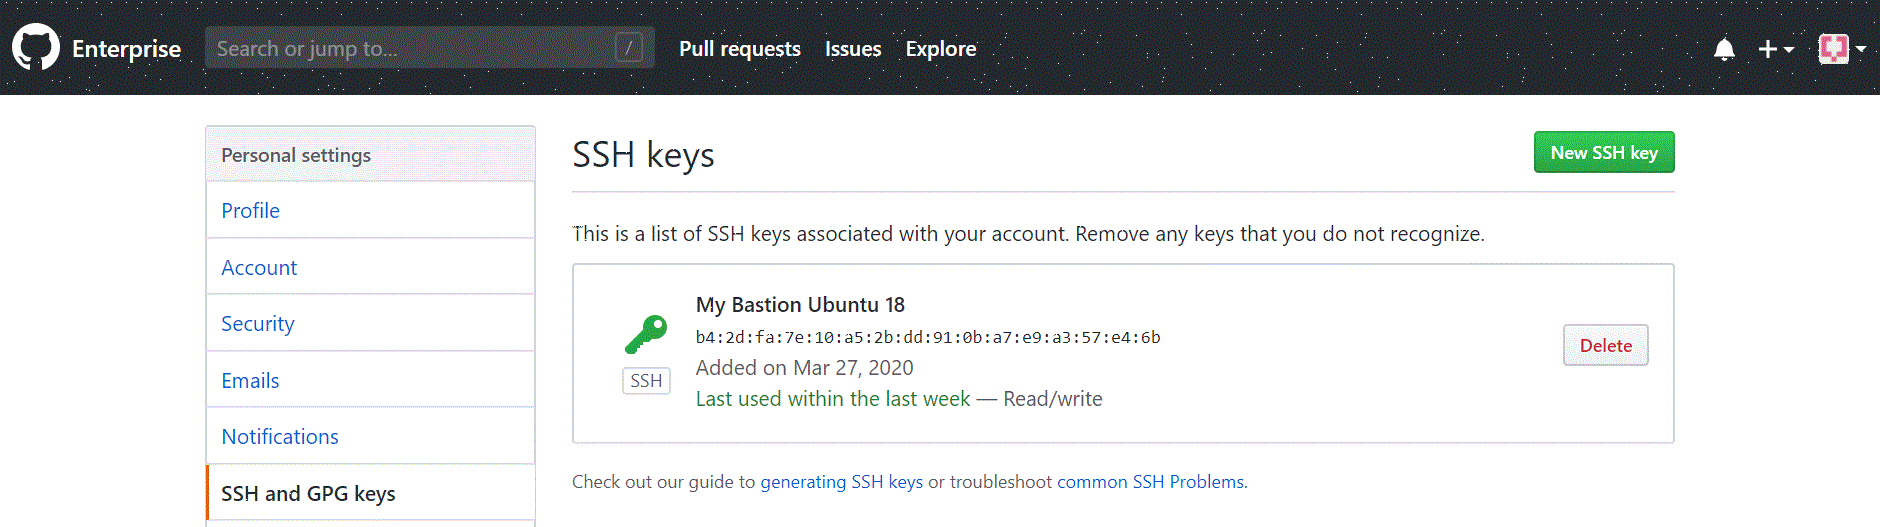 Enterprise
Search or jump to...
/
Pull requests
Issues
Explore
Personal settings
Profile
Account
Security
Emails
Notifications
SSH and GPG keys
SSH keys
New SSH key
This is a list of SSH keys associated with your account. Remove any keys that you do not recognize.
My Bastion Ubuntu 18
b4:2d:fa:7e:10:a5:2b:dd:91:0b:a7:e9:a3:57:e4:6b
Added on Mar 27, 2020
Last used within the last week — Read/write
SSH
Delete
Check out our guide to generating SSH keys or troubleshoot common SSH Problems.